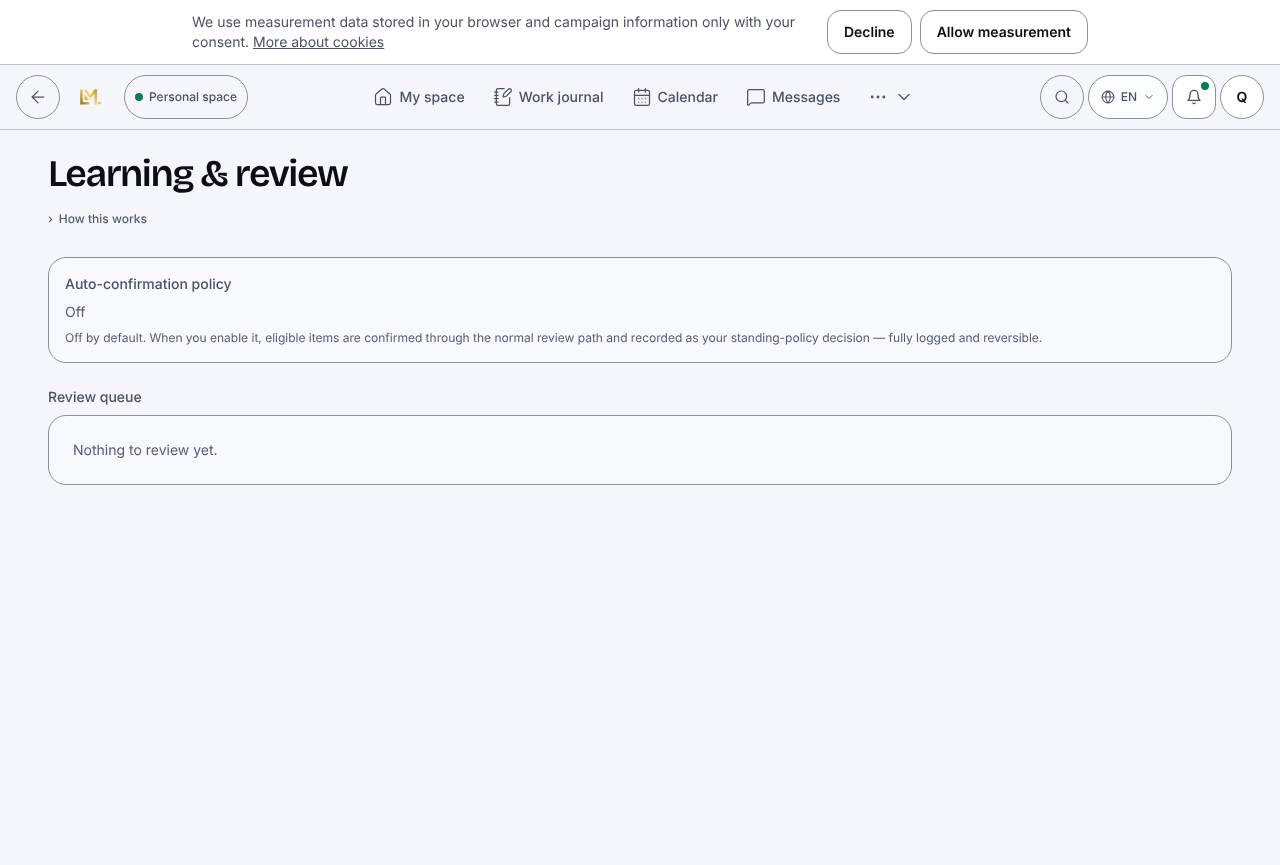 We use measurement data stored in your browser and campaign information only with your
consent. More about cookies
Decline
Allow measurement
LM.
Personal space
My space
Work journal
Calendar
Messages
EN
Q
Learning & review
› How this works
Auto-confirmation policy
Off
Off by default. When you enable it, eligible items are confirmed through the normal review path and recorded as your standing-policy decision — fully logged and reversible.
Review queue
Nothing to review yet.